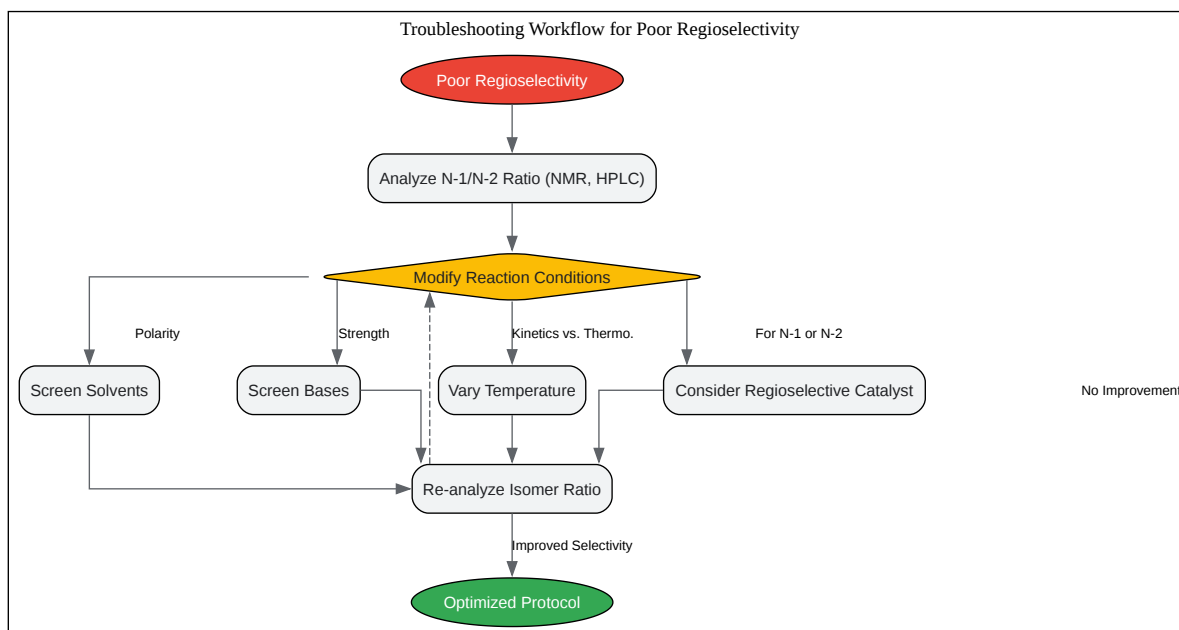 Troubleshooting Workflow for Poor Regioselectivity
Poor Regioselectivity
Analyze N-1/N-2 Ratio (NMR, HPLC)
Modify Reaction Conditions
Polarity
Strength
Kinetics vs. Thermo.
For N-1 or N-2
Screen Solvents
Screen Bases
Vary Temperature
Consider Regioselective Catalyst
No Improvement
Re-analyze Isomer Ratio
Improved Selectivity
Optimized Protocol